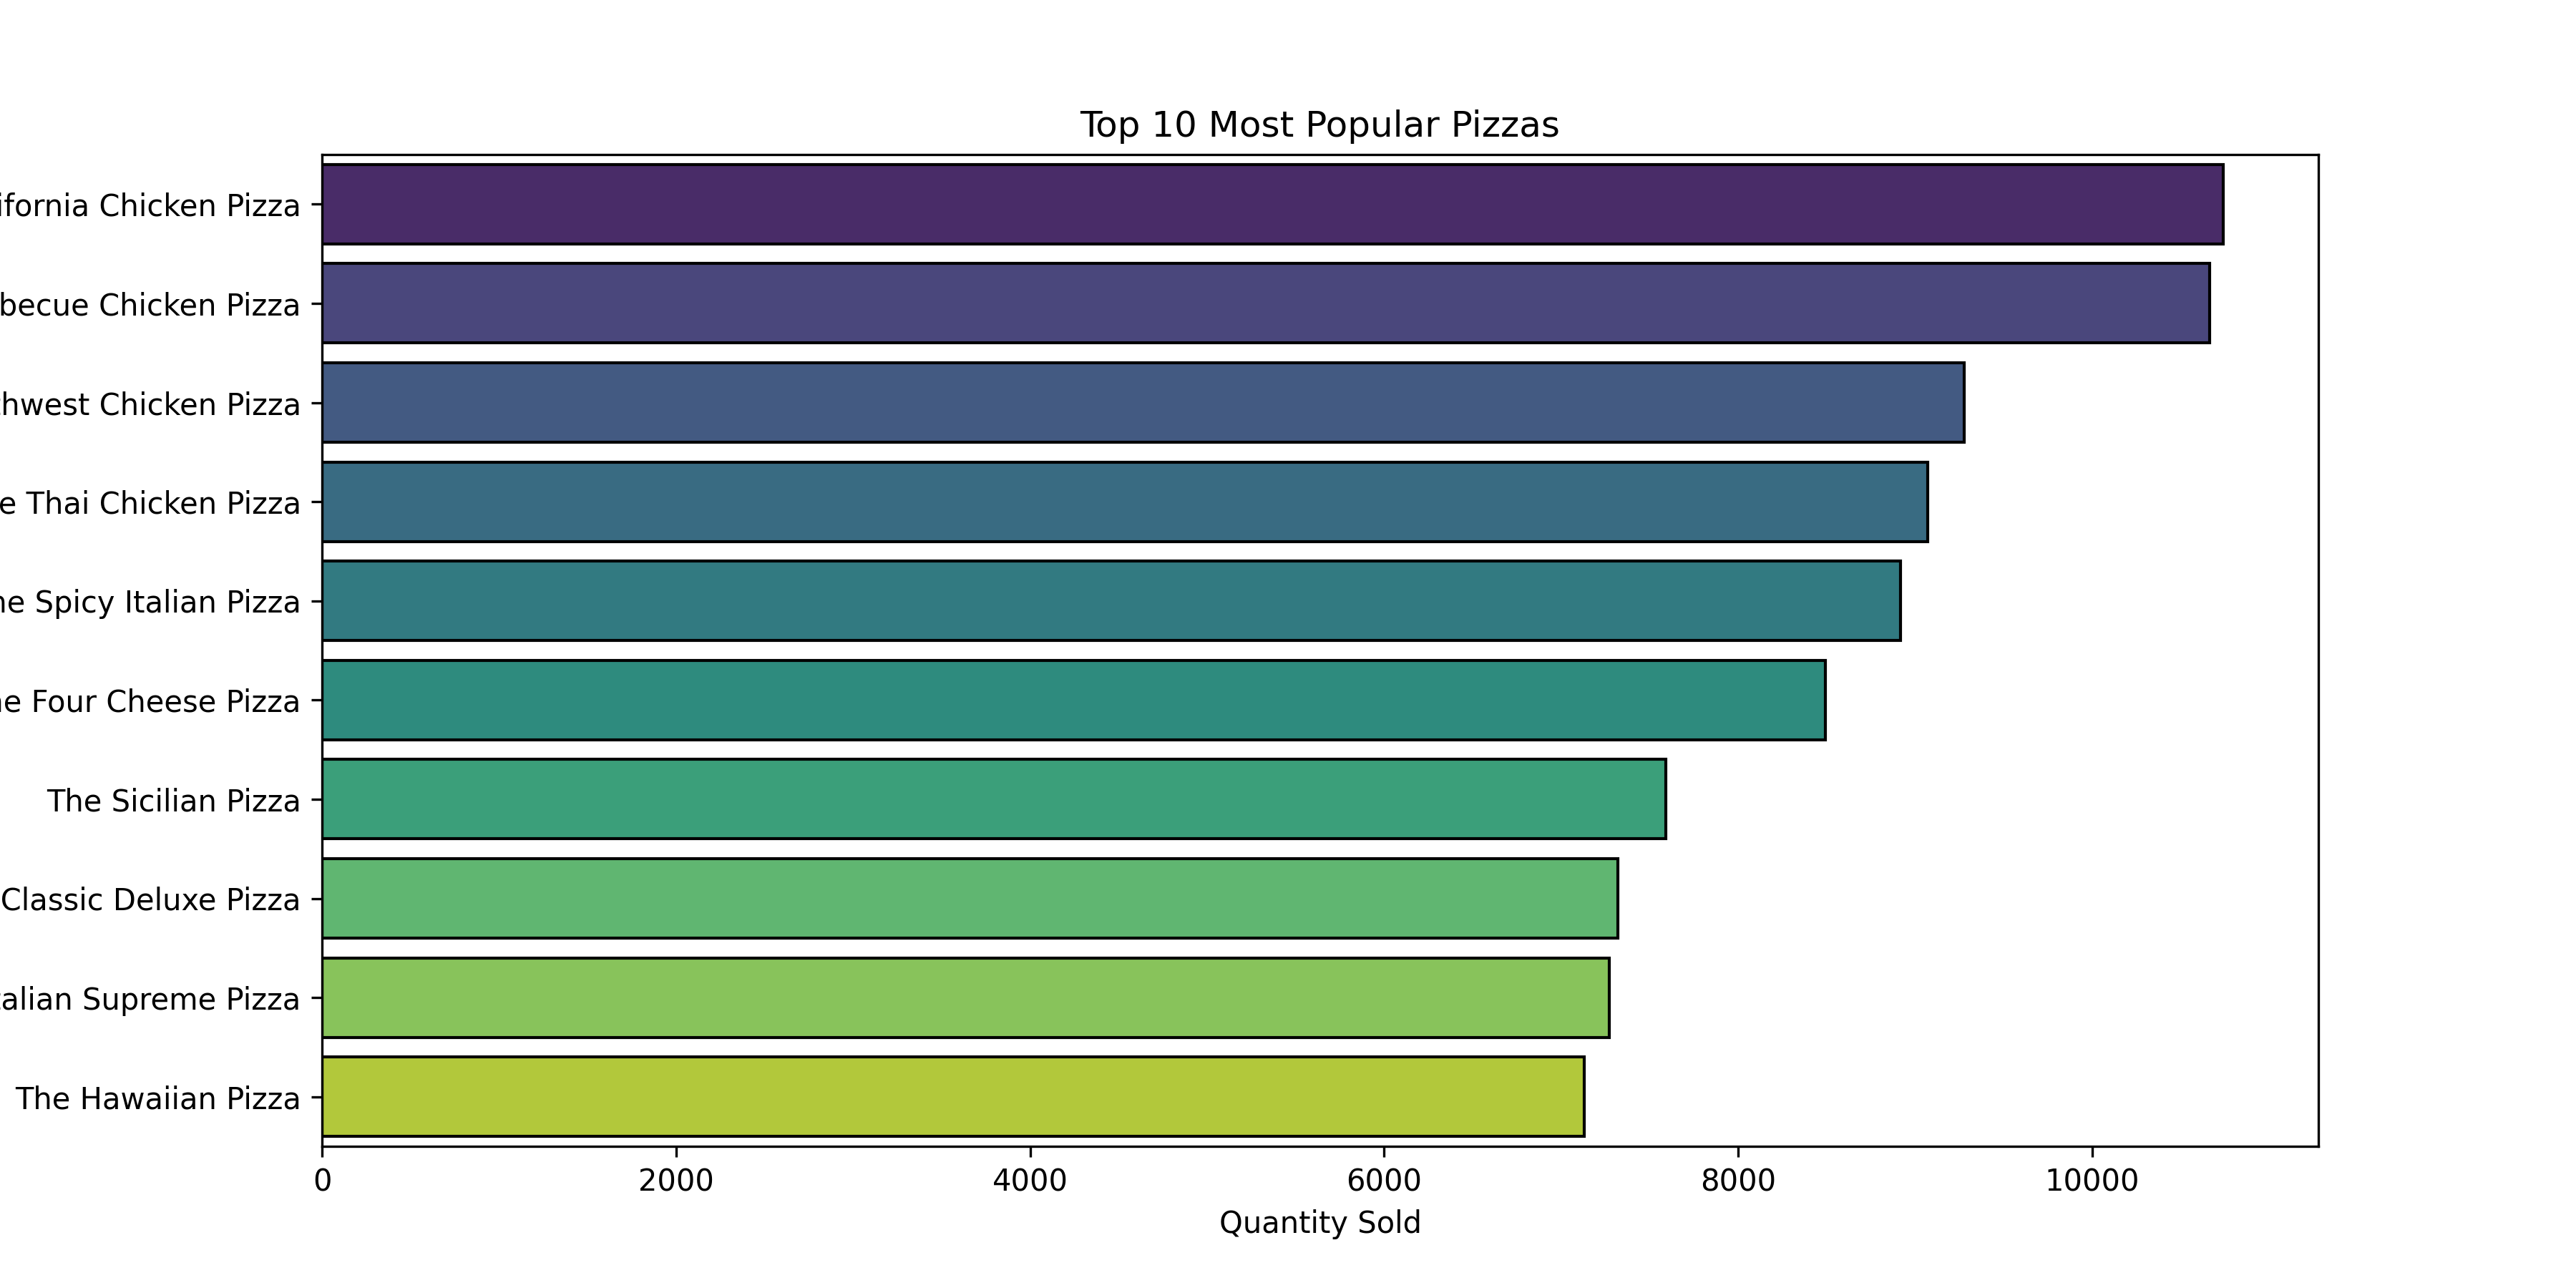 Top 10 Most Popular Pizzas
ifornia Chicken Pizza
becue Chicken Pizza
hwest Chicken Pizza
e Thai Chicken Pizza
e Spicy Italian Pizza
e Four Cheese Pizza
The Sicilian Pizza
Classic Deluxe Pizza
alian Supreme Pizza
The Hawaiian Pizza
0 2000 4000 6000 8000 10000
Quantity Sold